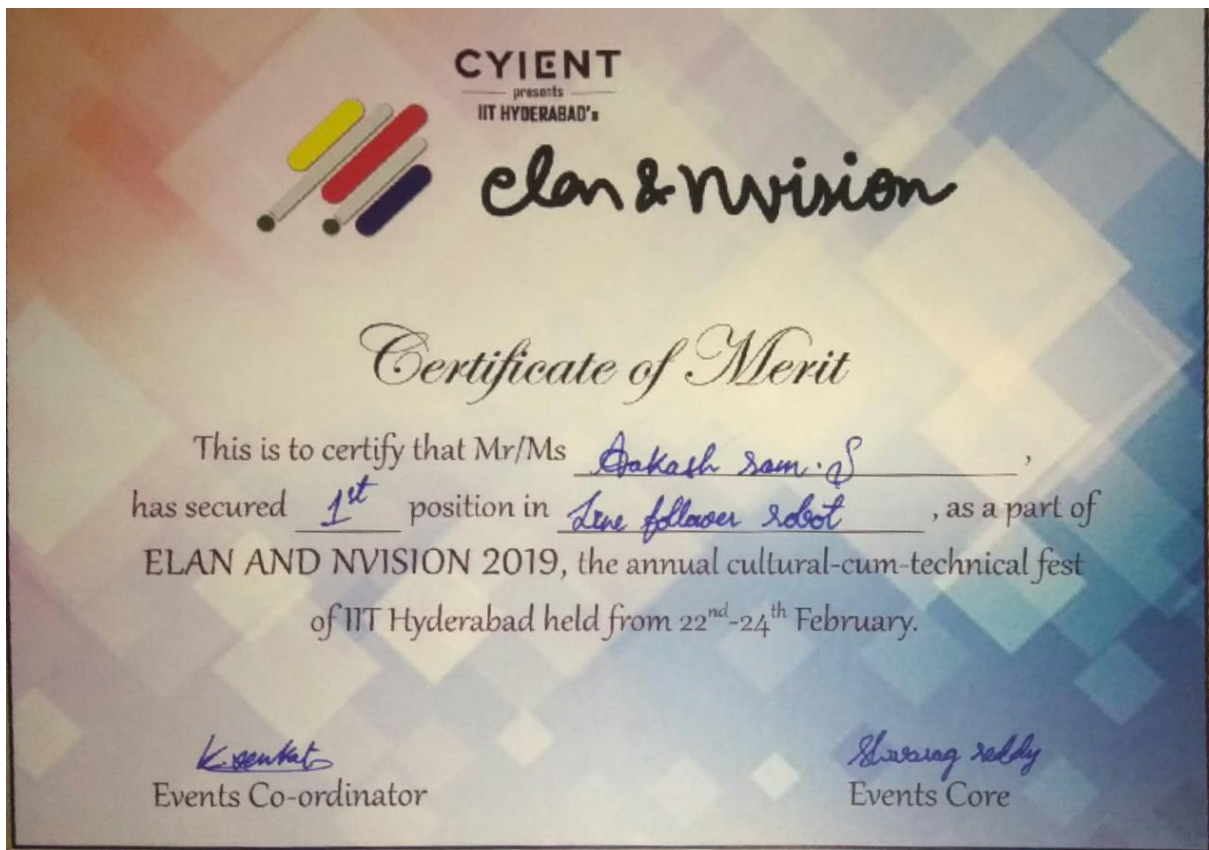 CYIENT
presents
IIT HYDERABAD's
elan & nvision
Certificate of Merit
This is to certify that Mr/Ms Aakash Sam. S,
has secured 1st position in Line follower robot, as a part of
ELAN AND NVISION 2019, the annual cultural-cum-technical fest
of IIT Hyderabad held from 22nd-24th February.
K. Venkat
Events Co-ordinator
reddy
Events Core